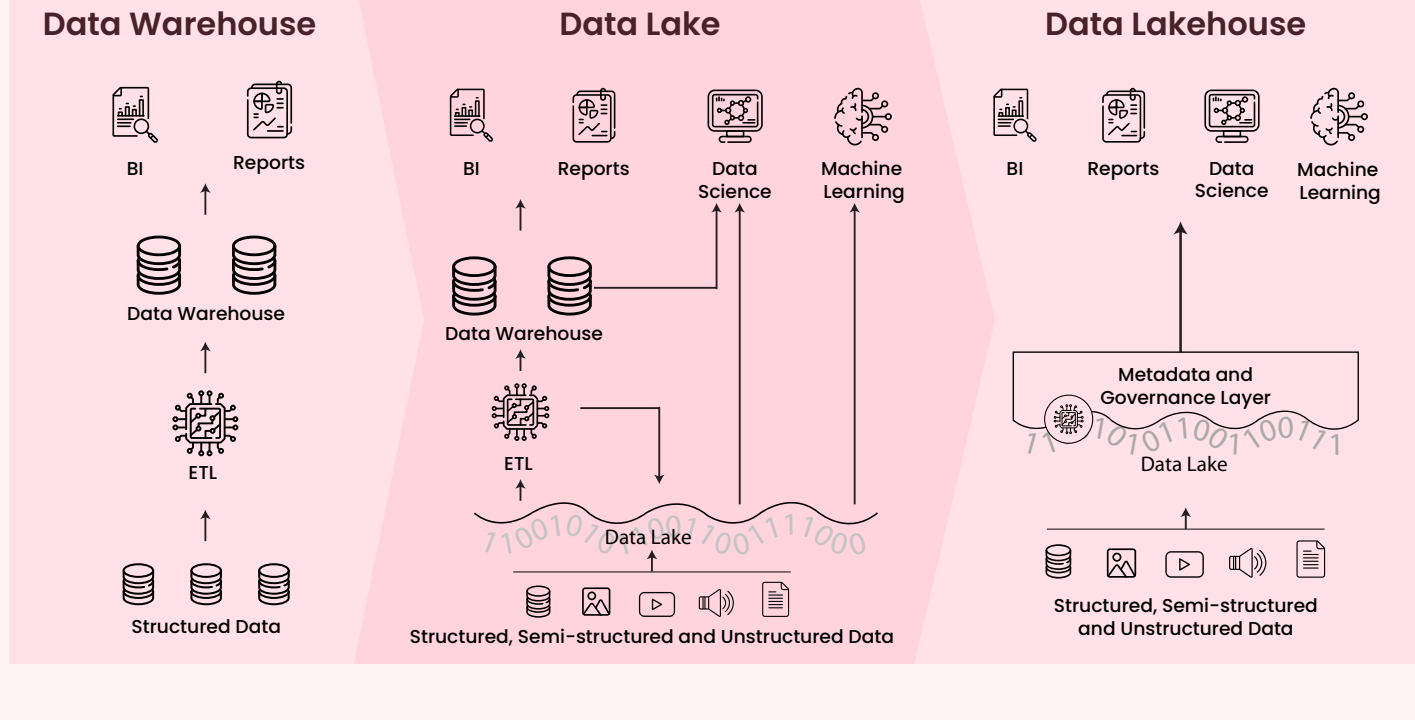 Data Warehouse
BI
Reports
Data Warehouse
ETL
Structured Data
Data Lake
BI
Reports
Data
Science
Machine
Learning
Data Warehouse
ETL
Data Lake
Structured, Semi-structured and Unstructured Data
Data Lakehouse
BI
Reports
Data
Science
Machine
Learning
Metadata and
Governance Layer
11 101011001100111
Data Lake
Structured, Semi-structured
and Unstructured Data